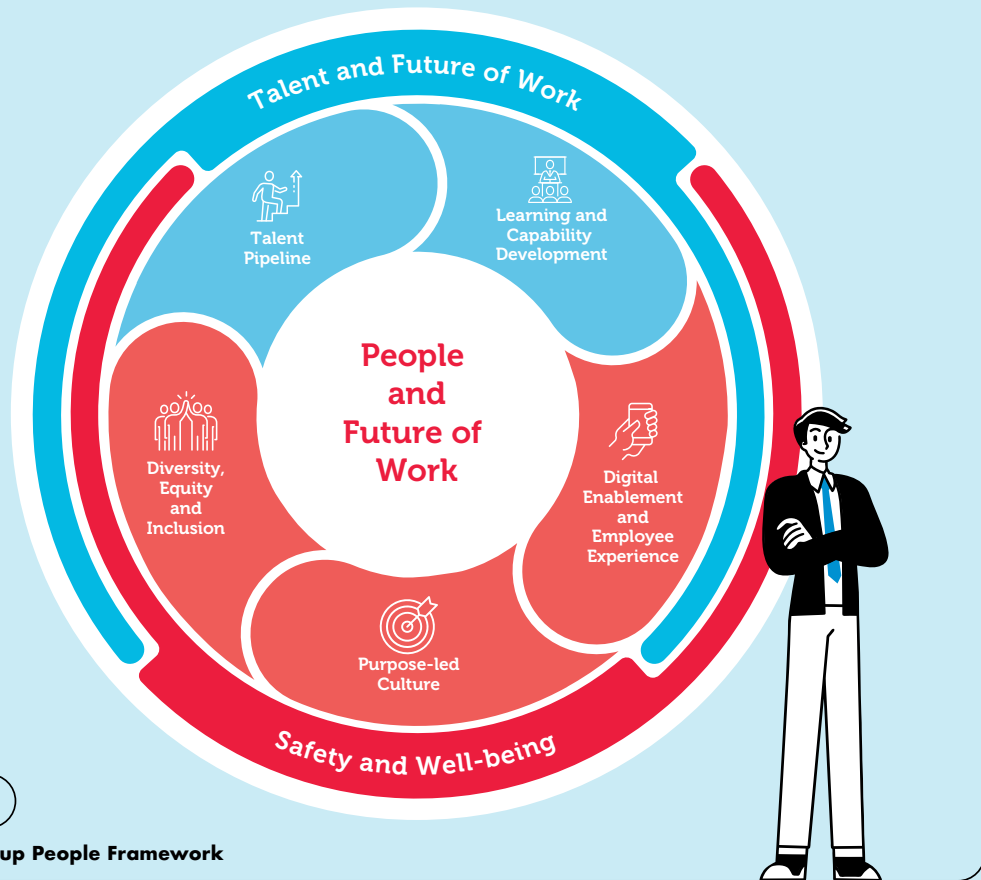 Talent and Future of Work
Talent
Pipeline
Learning and
Capability
Development
People
and
Future of
Work
Diversity,
Equity
and
Inclusion
Digital
Enablement
and
Employee
Experience
Purpose-led
Culture
Safety and Well-being
up People Framework